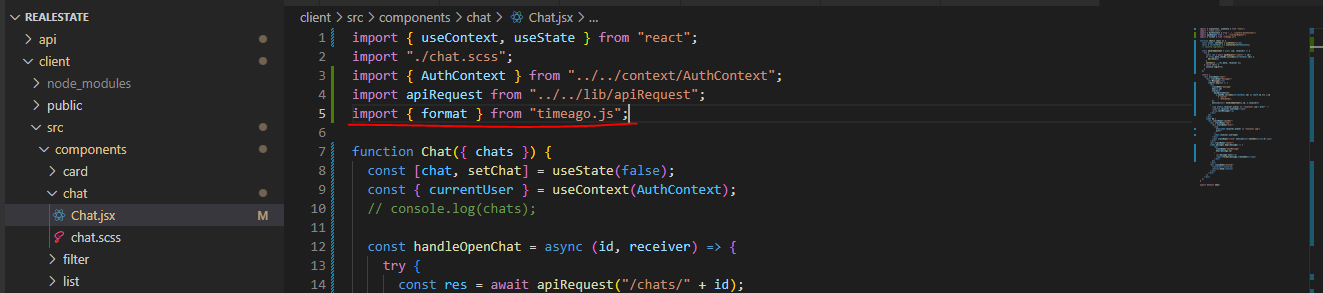 REALESTATE
api
client
node_modules
public
src
components
card
chat
Chat.jsx M
chat.scss
filter
list
client > src > components > chat > Chat.jsx > ...
1 import { useContext, useState } from "react";
2 import "./chat.scss";
3 import { AuthContext } from "../../context/AuthContext";
4 import apiRequest from "../../lib/apiRequest";
5 import { format } from "timeago.js";
6
7 function Chat({ chats }) {
8 const [chat, setChat] = useState(false);
9 const { currentUser } = useContext(AuthContext);
10 // console.log(chats);
11
12 const handleOpenChat = async (id, receiver) => {
13 try {
14 const res = await apiRequest("/chats/" + id);